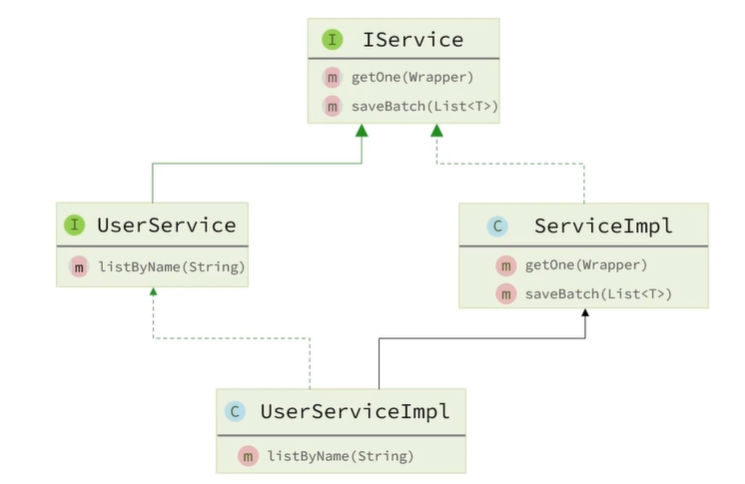 I IService
m getOne(Wrapper)
m saveBatch(List<T>)
I UserService
m listByName(String)
C ServiceImpl
m getOne(Wrapper)
m saveBatch(List<T>)
C UserServiceImpl
m listByName(String)